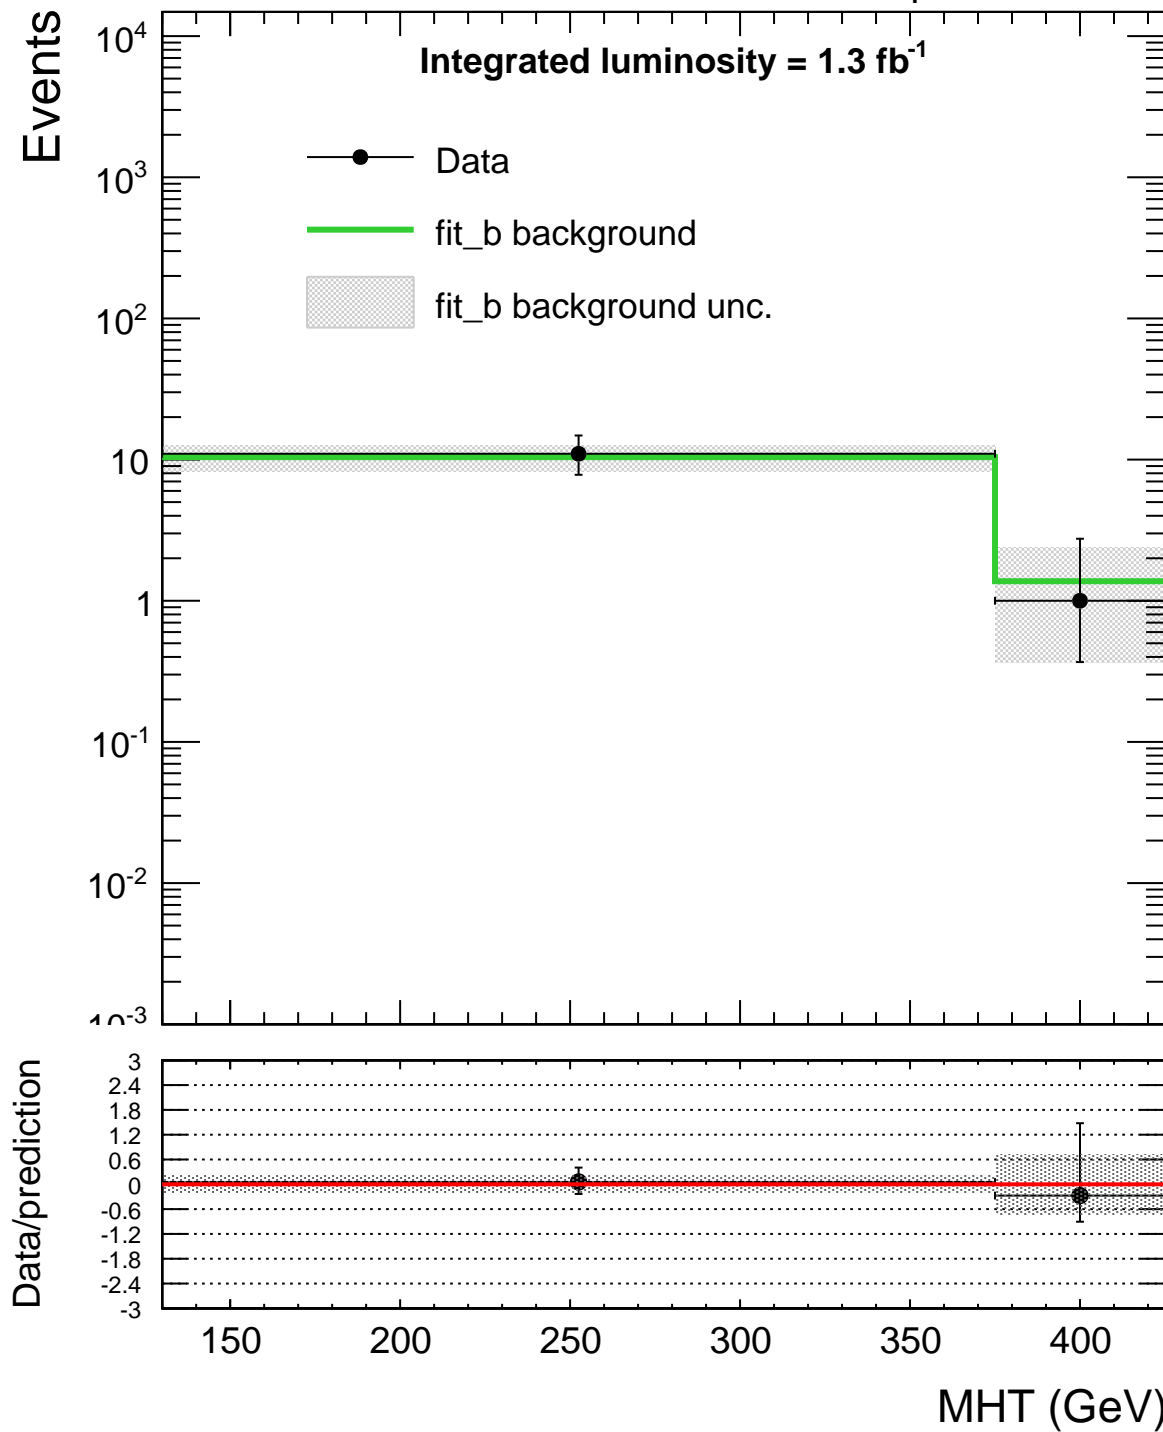 Events
10^4
Integrated luminosity = 1.3 fb^-1
Data
10^3
fit_b background
fit_b background unc.
10^2
10
1
10^-1
10^-2
10^-3
Data/prediction
3
2.4
1.8
1.2
0.6
0
-0.6
-1.2
-1.8
-2.4
-3
150 200 250 300 350 400
MHT (GeV)